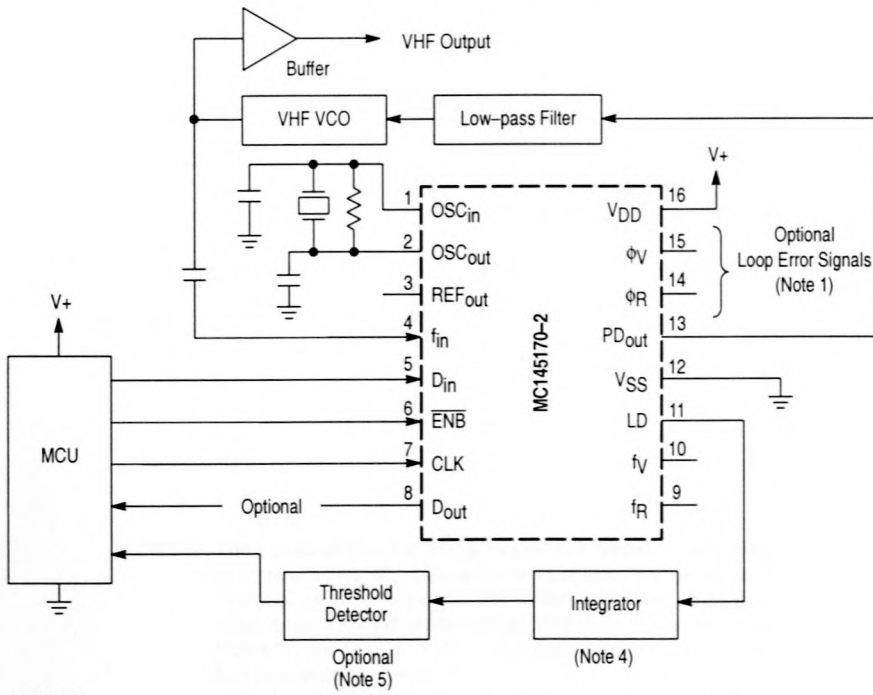 VHF Output
Buffer
VHF VCO
Low–pass Filter
V+
1
OSCin
16
VDD
2
OSCout
15
ϕV
Optional
Loop Error Signals
(Note 1)
3
REFout
14
ϕR
V+
4
fin
13
PDout
MC145170–2
5
Din
12
VSS
MCU
6
ENB
11
LD
7
CLK
10
fV
Optional
8
Dout
9
fR
Threshold
Detector
Integrator
Optional
(Note 5)
(Note 4)